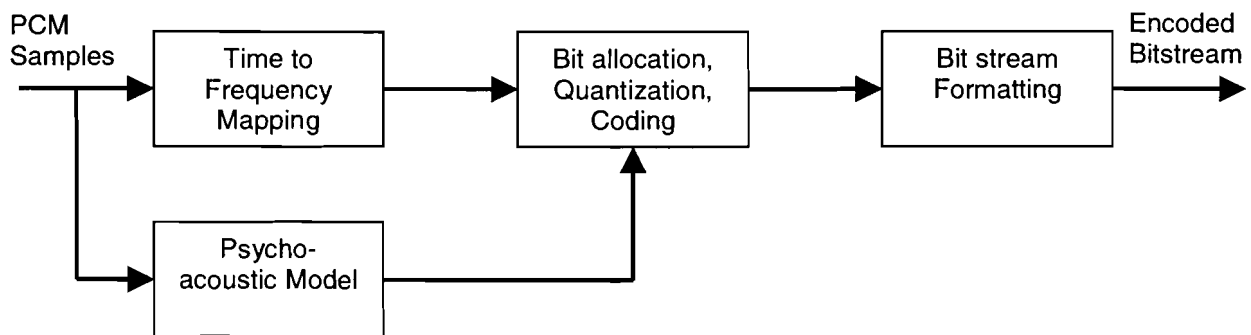 PCM
Samples
Time to
Frequency
Mapping
Bit allocation,
Quantization,
Coding
Bit stream
Formatting
Encoded
Bitstream
Psycho-
acoustic Model